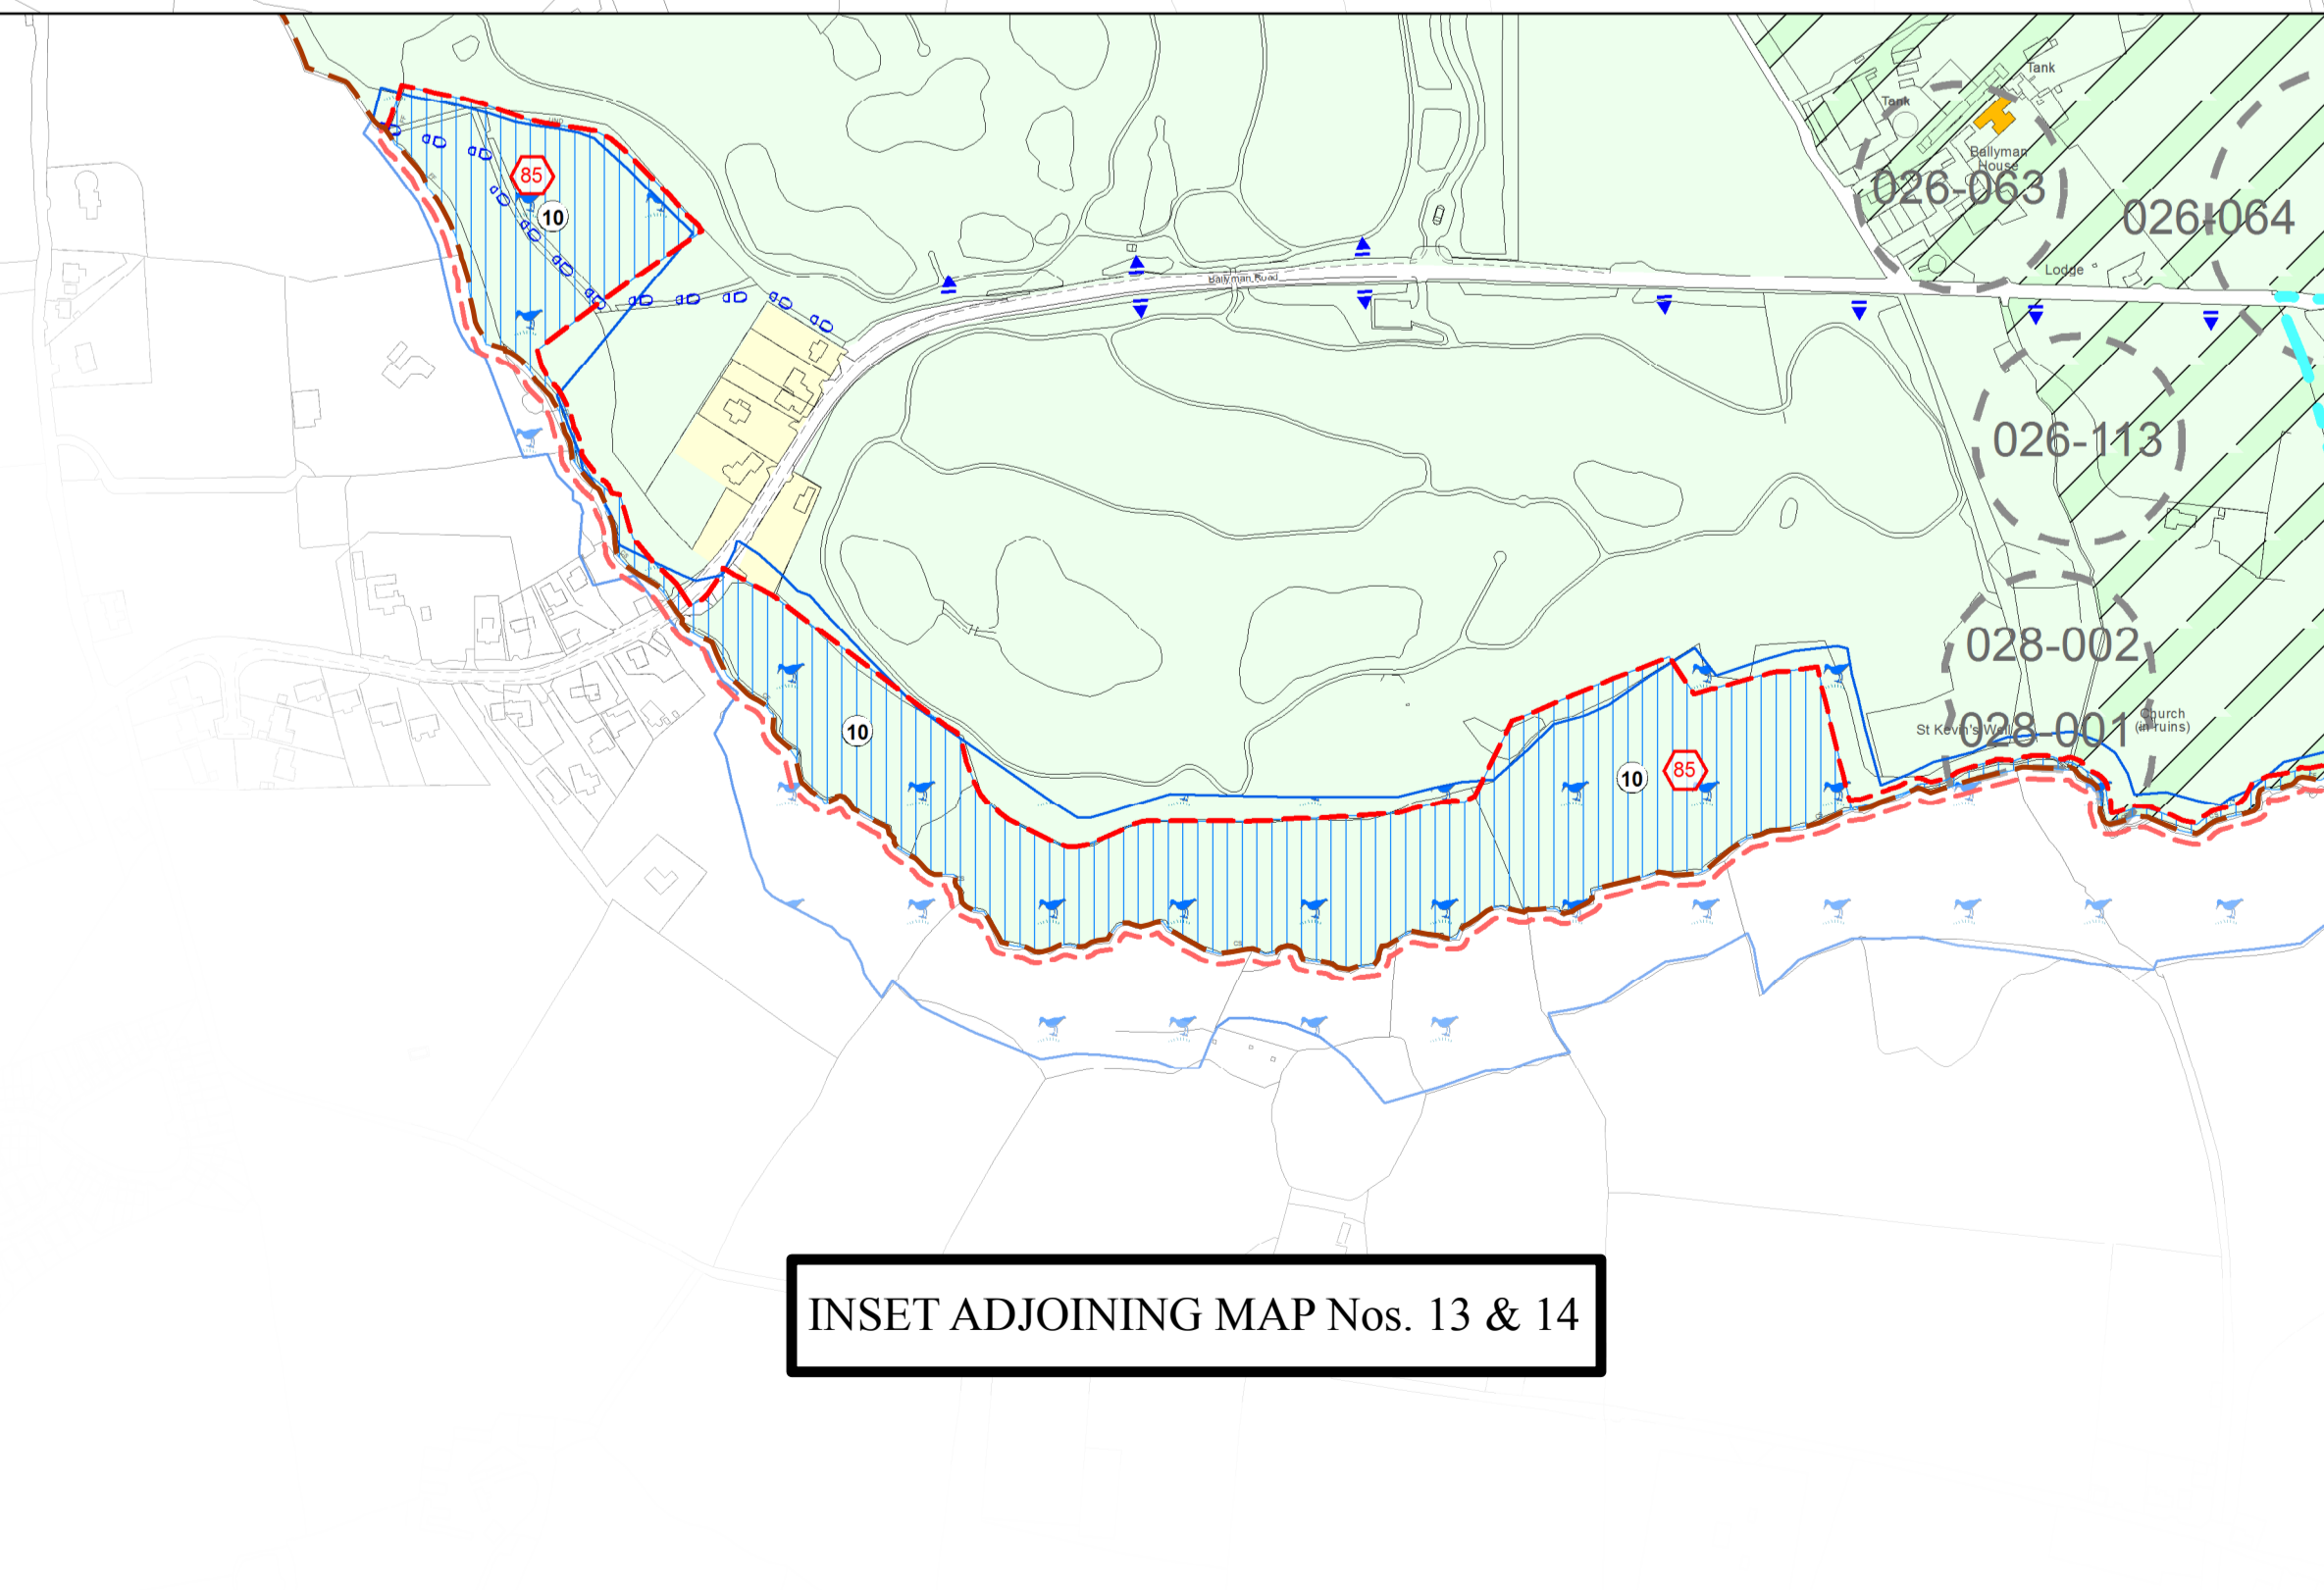 Tank
Tank
Ballyman
House
85
026-063
10
026-064
Lodge
Ballyman Road
026-113
028-002
Church
(in ruins)
St Kevin's Well
028-001
10
10
85
CS
INSET ADJOINING MAP Nos. 13 & 14